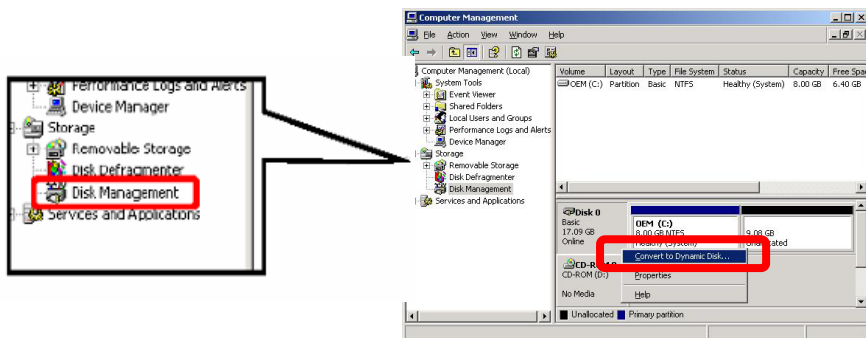 Performance Logs and Alerts
Device Manager
Storage
Removable Storage
Disk Defragmenter
Disk Management
Services and Applications
Computer Management
File Action View Window Help
Computer Management (Local)
System Tools
Event Viewer
Shared Folders
Local Users and Groups
Performance Logs and Alerts
Device Manager
Storage
Removable Storage
Disk Defragmenter
Disk Management
Services and Applications
Volume Layout Type File System Status Capacity Free Spac
OEM (C:) Partition Basic NTFS Healthy (System) 8.00 GB 6.40 GB
Disk 0
Basic
17.09 GB
Online
OEM (C:)
8.00 GB NTFS
Healthy (System)
9.08 GB
CD-ROM 0
CD-ROM (D:)
No Media
Convert to Dynamic Disk...
Properties
Help
Unallocated Primary partition